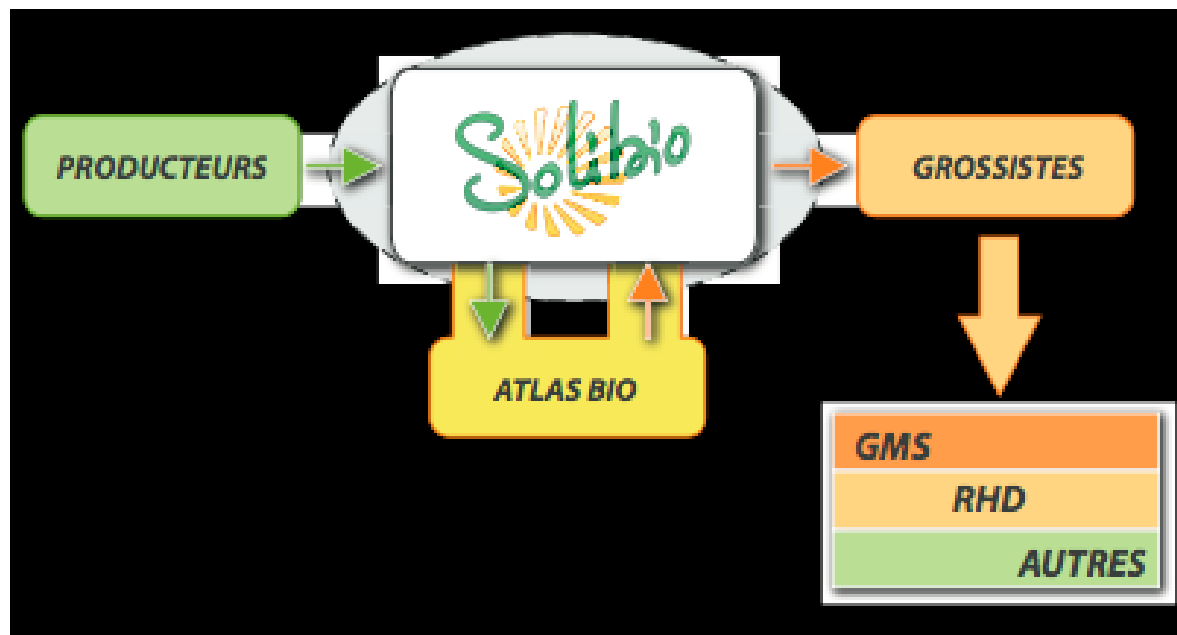 Solibio
PRODUCTEURS
GROSSISTES
ATLAS BIO
GMS
RHD
AUTRES